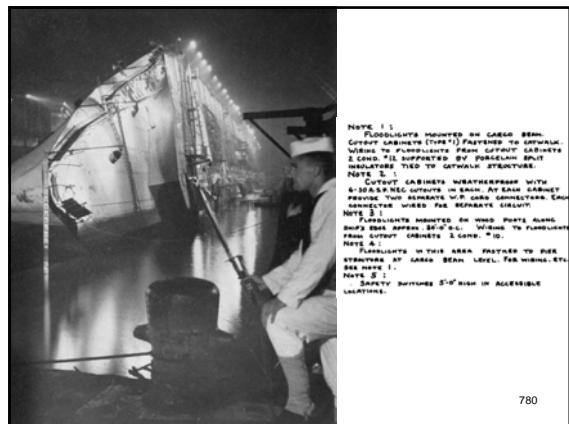 NOTE 1 :
FLOODLIGHTS MOUNTED ON CARGO BEAM.
CUTOUT CABINETS (TYPE #1) FASTENED TO CATWALK.
WIRING TO FLOODLIGHTS FROM CUTOUT CABINETS
2 COND. #12 SUPPORTED BY PORCELAIN SPLIT
INSULATORS TIED TO CATWALK STRUCTURE.
NOTE 2 :
CUTOUT CABINETS WEATHERPROOF WITH
6-30A.S.P. NEC CUTOUTS IN EACH. AT EACH CABINET
PROVIDE TWO SEPARATE W.P. CORD CONNECTORS. EACH
CONNECTOR WIRED FOR SEPARATE CIRCUIT.
NOTE 3 :
FLOODLIGHTS MOUNTED ON WOOD POSTS ALONG
SHIP'S EDGE APPROX. 20'-0" O.C. WIRING TO FLOODLIGHTS
FROM CUTOUT CABINETS 2 COND. #10.
NOTE 4 :
FLOODLIGHTS IN THIS AREA FASTNED TO PIER
STRUCTURE AT CARGO BEAM LEVEL. FOR WIRING, ETC.
SEE NOTE 1.
NOTE 5 :
SAFETY SWITCHES 5'-0" HIGH IN ACCESSIBLE
LOCATIONS.
780